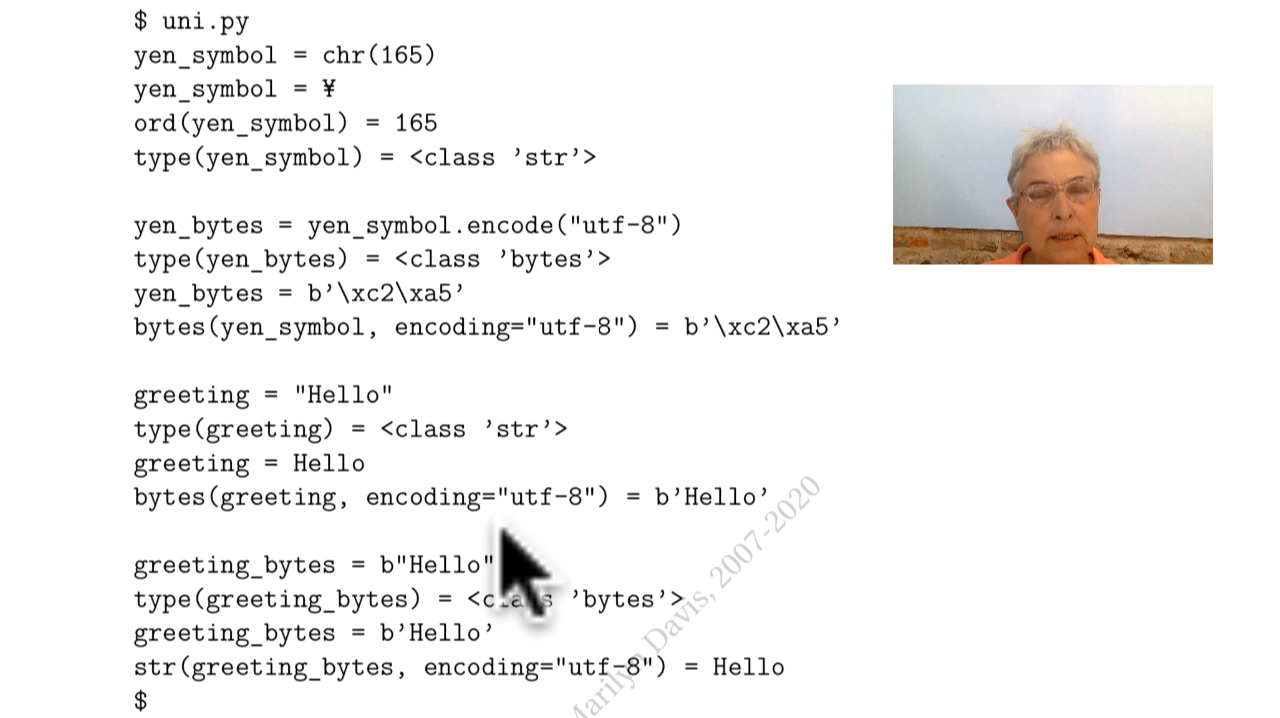 $ uni.py
yen_symbol = chr(165)
yen_symbol = ¥
ord(yen_symbol) = 165
type(yen_symbol) = <class ’str’>
yen_bytes = yen_symbol.encode("utf-8")
type(yen_bytes) = <class ’bytes’>
yen_bytes = b’\xc2\xa5’
bytes(yen_symbol, encoding="utf-8") = b’\xc2\xa5’
greeting = "Hello"
type(greeting) = <class ’str’>
greeting = Hello
bytes(greeting, encoding="utf-8") = b’Hello’
greeting_bytes = b"Hello"
type(greeting_bytes) = <class ’bytes’>
greeting_bytes = b’Hello’
str(greeting_bytes, encoding="utf-8") = Hello
$
Davis, 2007-2020